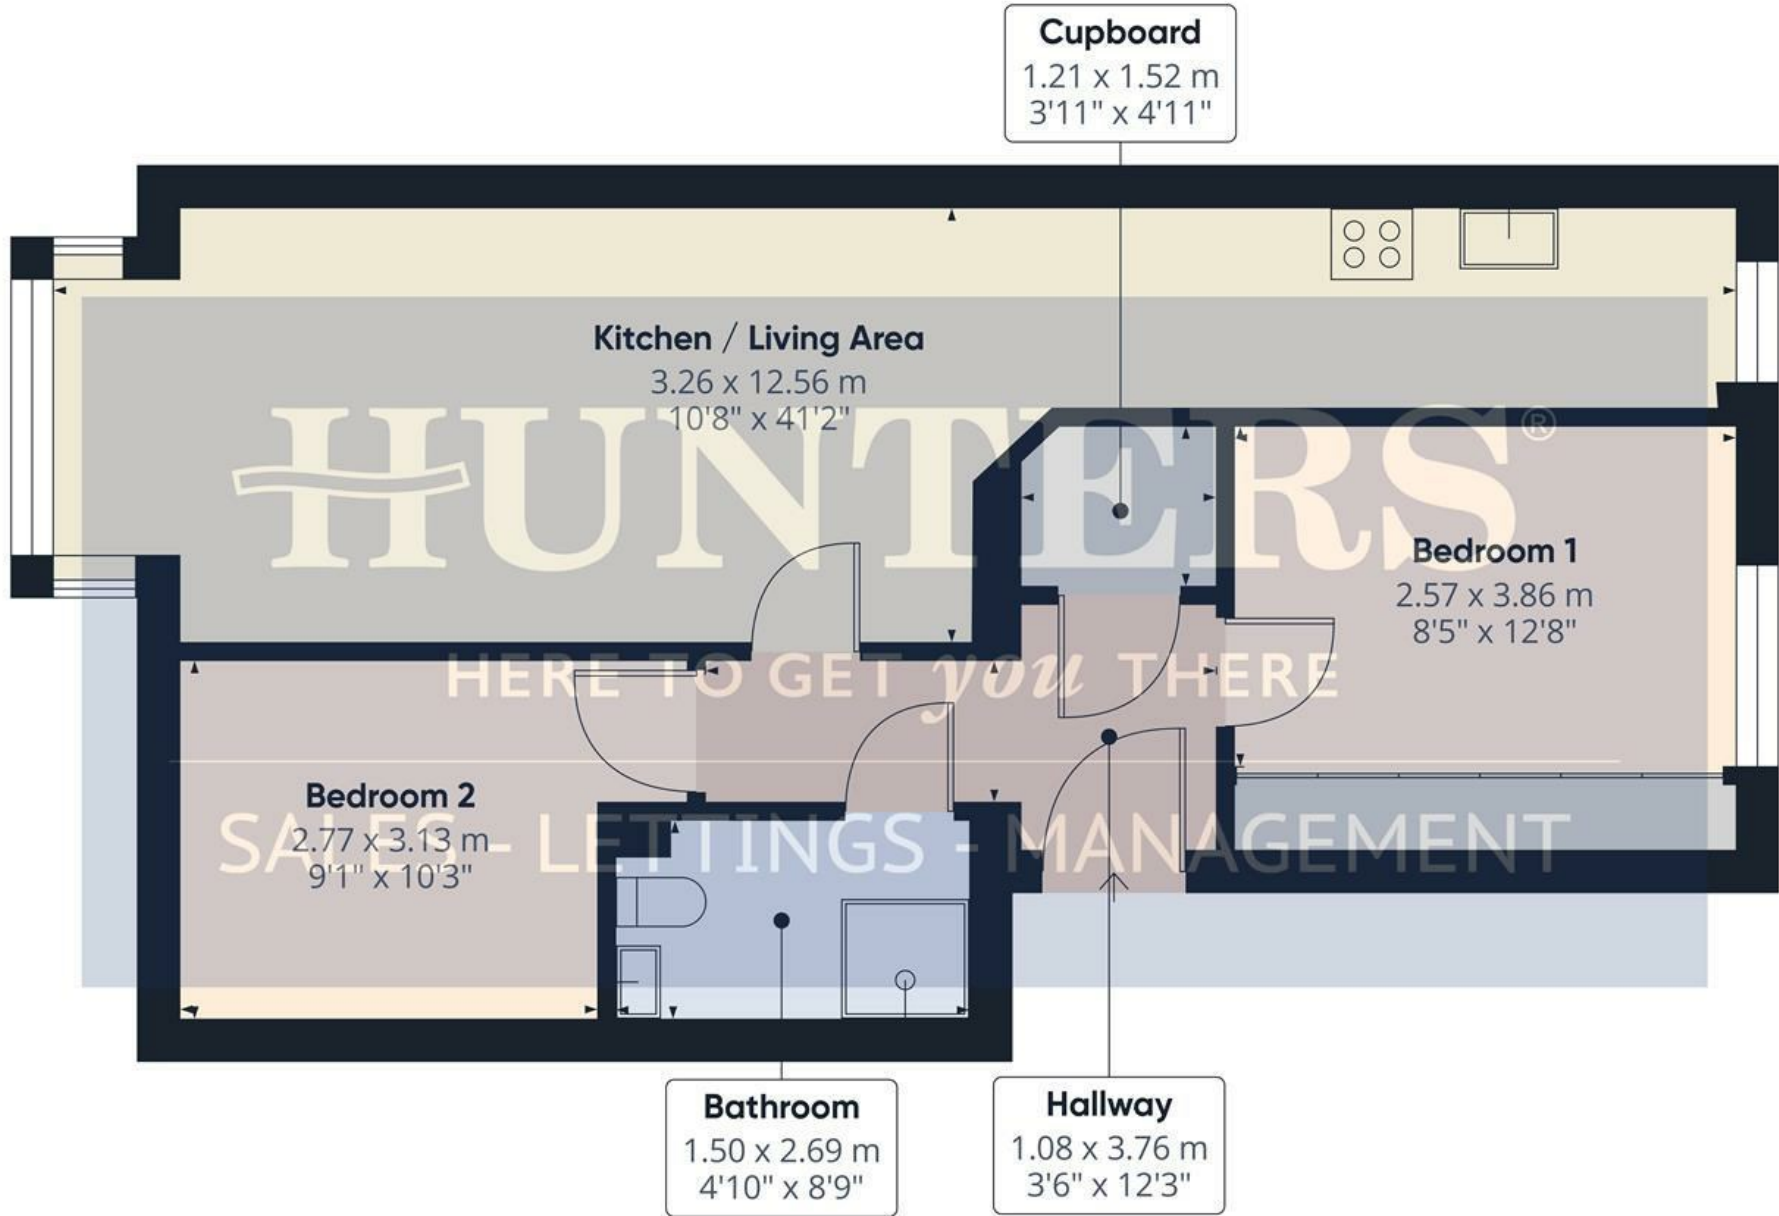 Cupboard
1.21 x 1.52 m
3'11" x 4'11"
Kitchen / Living Area
3.26 x 12.56 m
10'8" x 41'2"
HUNTERS®
Bedroom 1
2.57 x 3.86 m
8'5" x 12'8"
HERE TO GET you THERE
Bedroom 2
2.77 x 3.13 m
9'1" x 10'3"
SALES - LETTINGS - MANAGEMENT
Bathroom
1.50 x 2.69 m
4'10" x 8'9"
Hallway
1.08 x 3.76 m
3'6" x 12'3"